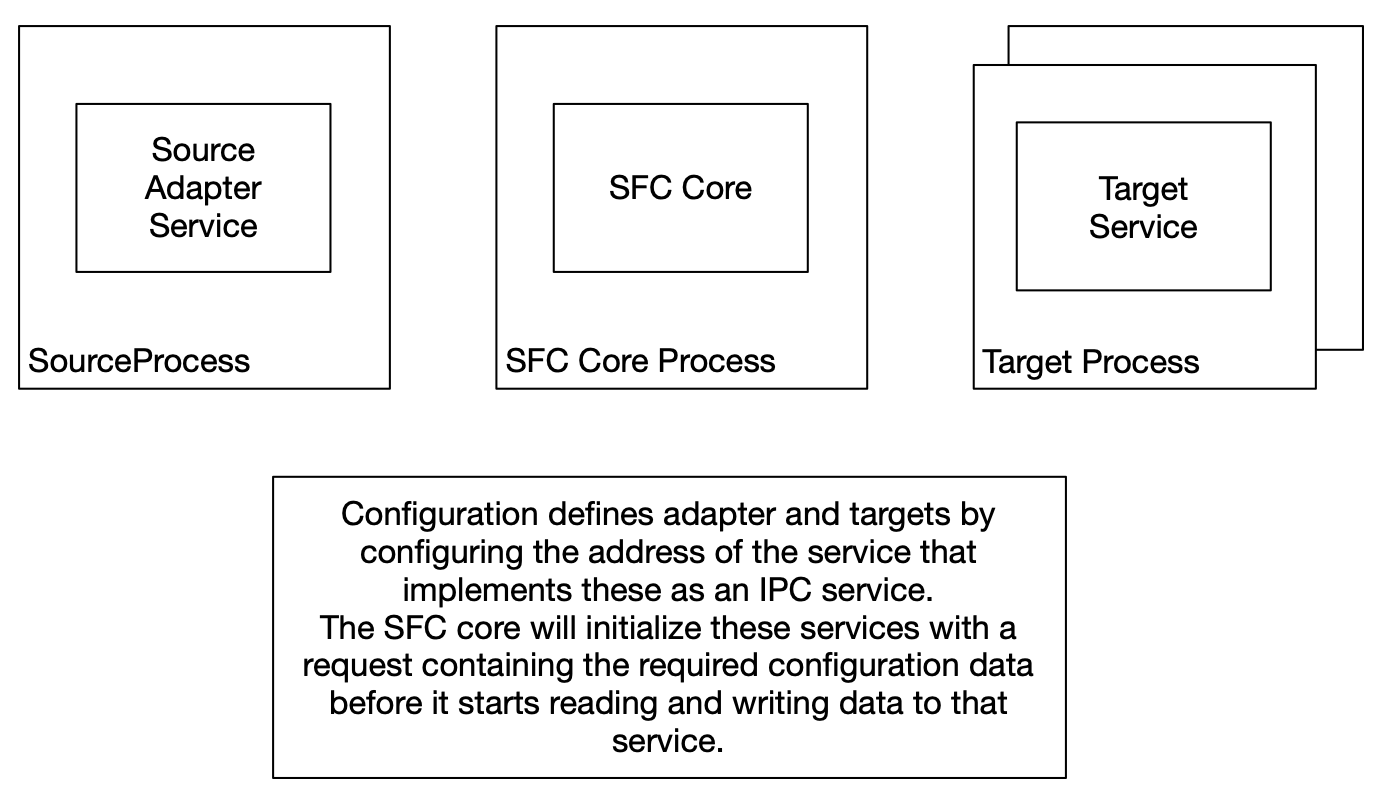 Source
Adapter
Service
SourceProcess
SFC Core
SFC Core Process
Target
Service
Target Process
Configuration defines adapter and targets by
configuring the address of the service that
implements these as an IPC service.
The SFC core will initialize these services with a
request containing the required configuration data
before it starts reading and writing data to that
service.